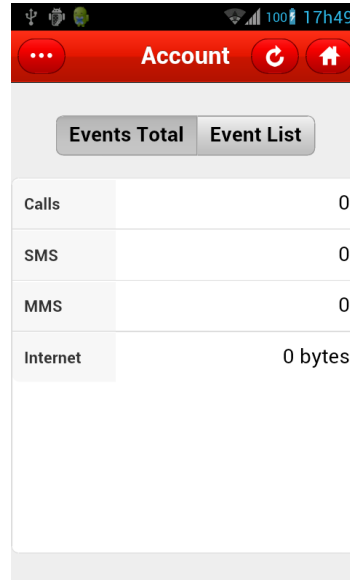 100 17h49
... Account
Events Total Event List
Calls 0
SMS 0
MMS 0
Internet 0 bytes